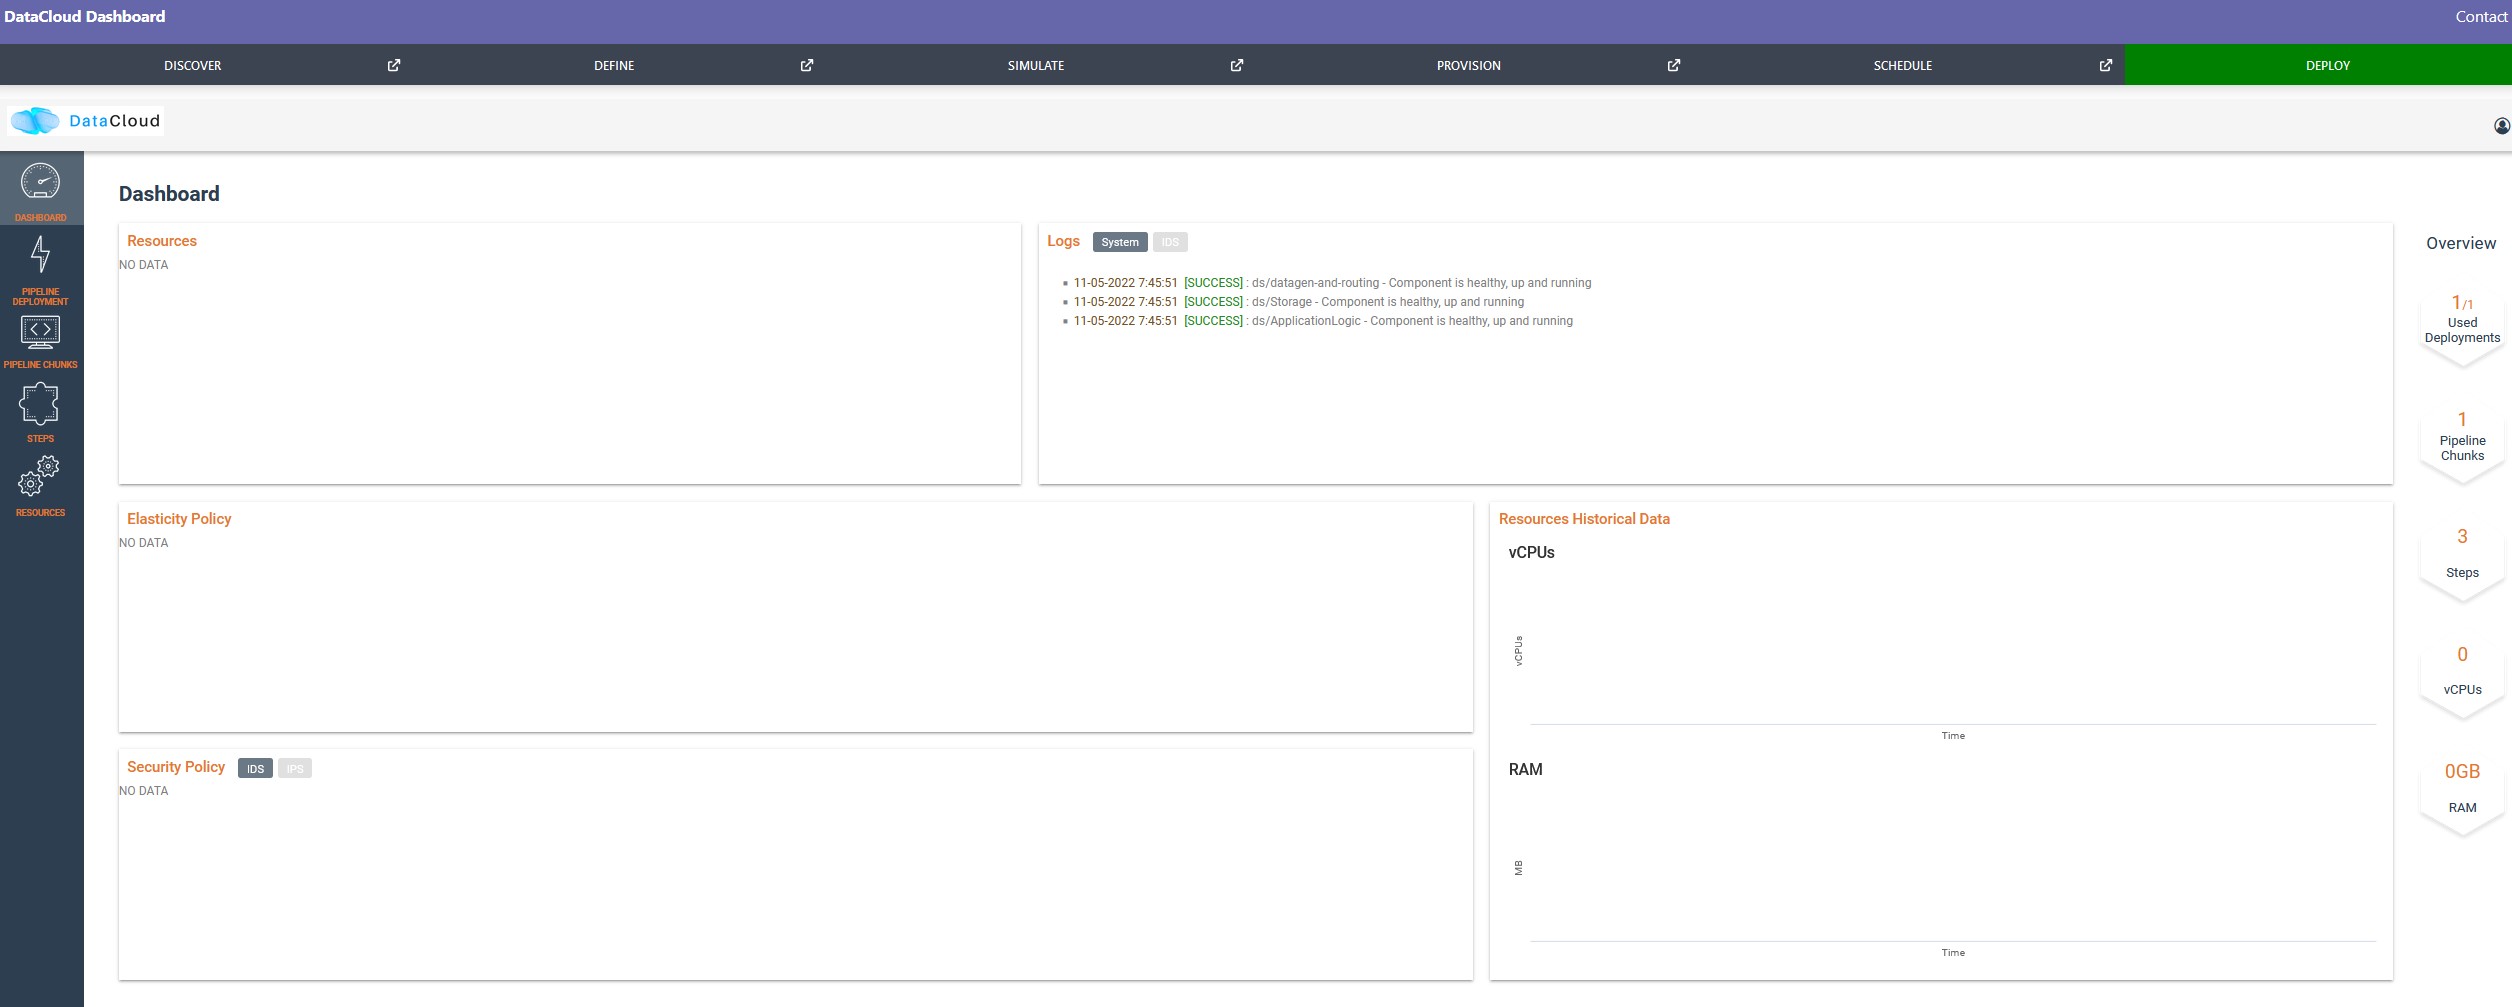 DataCloud Dashboard
Contact
DISCOVER
DEFINE
SIMULATE
PROVISION
SCHEDULE
DEPLOY
DataCloud
DASHBOARD
PIPELINE
DEPLOYMENT
PIPELINE CHUNKS
STEPS
RESOURCES
Dashboard
Resources
NO DATA
Logs System IDS
11-05-2022 7:45:51 [SUCCESS] : ds/datagen-and-routing - Component is healthy, up and running
11-05-2022 7:45:51 [SUCCESS] : ds/Storage - Component is healthy, up and running
11-05-2022 7:45:51 [SUCCESS] : ds/ApplicationLogic - Component is healthy, up and running
Elasticity Policy
NO DATA
Security Policy IDS IPS
NO DATA
Resources Historical Data
vCPUs
vCPUs
Time
RAM
MB
Time
Overview
1/1
Used
Deployments
1
Pipeline
Chunks
3
Steps
0
vCPUs
0GB
RAM